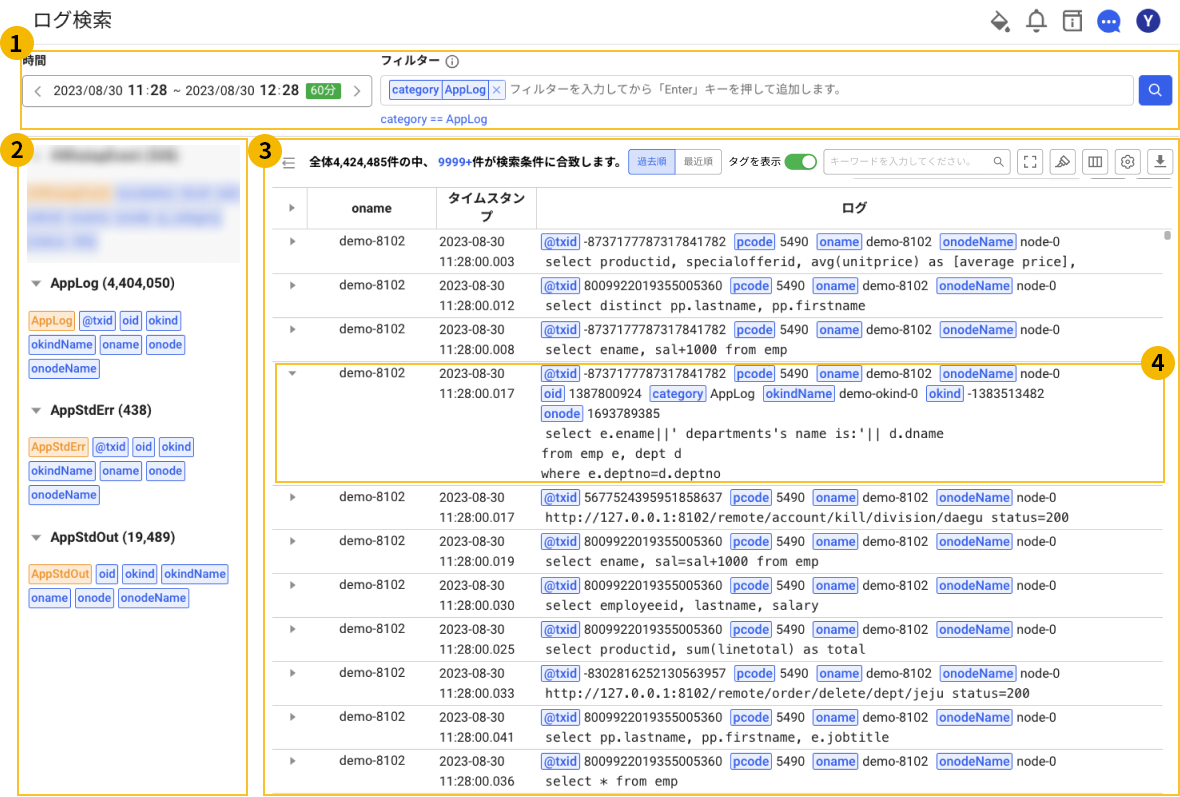 ログ検索
Y
1
時間
フィルター
2023/08/30 11:28 ~ 2023/08/30 12:28 60分
category AppLog × フィルターを入力してから「Enter」キーを押して追加します。
category == AppLog
2
AppLog (4,404,050)
AppLog @txid oid okind
okindName oname onode
onodeName
AppStdErr (438)
AppStdErr @txid oid okind
okindName oname onode
onodeName
AppStdOut (19,489)
AppStdOut oid okind okindName
oname onode onodeName
3
全体4,424,485件の中、 9999+件が検索条件に合致します。 過去順 最近順 タグを表示 キーワードを入力してください。
oname タイムスタンプ ログ
demo-8102 2023-08-30 @txid -8737177787317841782 pcode 5490 oname demo-8102 onodeName node-0
11:28:00.003 select productid, specialofferid, avg(unitprice) as [average price],
demo-8102 2023-08-30 @txid 8009922019355005360 pcode 5490 oname demo-8102 onodeName node-0
11:28:00.012 select distinct pp.lastname, pp.firstname
demo-8102 2023-08-30 @txid -8737177787317841782 pcode 5490 oname demo-8102 onodeName node-0
11:28:00.008 select ename, sal+1000 from emp
4
demo-8102 2023-08-30 @txid -8737177787317841782 pcode 5490 oname demo-8102 onodeName node-0
11:28:00.017 oid 1387800924 category AppLog okindName demo-okind-0 okind -1383513482
onode 1693789385
select e.ename||' departments's name is:'|| d.dname
from emp e, dept d
where e.deptno=d.deptno
demo-8102 2023-08-30 @txid 5677524395951858637 pcode 5490 oname demo-8102 onodeName node-0
11:28:00.017 http://127.0.0.1:8102/remote/account/kill/division/daegu status=200
demo-8102 2023-08-30 @txid 8009922019355005360 pcode 5490 oname demo-8102 onodeName node-0
11:28:00.019 select ename, sal=sal+1000 from emp
demo-8102 2023-08-30 @txid 8009922019355005360 pcode 5490 oname demo-8102 onodeName node-0
11:28:00.030 select employeeid, lastname, salary
demo-8102 2023-08-30 @txid 8009922019355005360 pcode 5490 oname demo-8102 onodeName node-0
11:28:00.025 select productid, sum(linetotal) as total
demo-8102 2023-08-30 @txid -8302816252130563957 pcode 5490 oname demo-8102 onodeName node-0
11:28:00.033 http://127.0.0.1:8102/remote/order/delete/dept/jeju status=200
demo-8102 2023-08-30 @txid 8009922019355005360 pcode 5490 oname demo-8102 onodeName node-0
11:28:00.041 select pp.lastname, pp.firstname, e.jobtitle
demo-8102 2023-08-30 @txid 8009922019355005360 pcode 5490 oname demo-8102 onodeName node-0
11:28:00.036 select * from emp